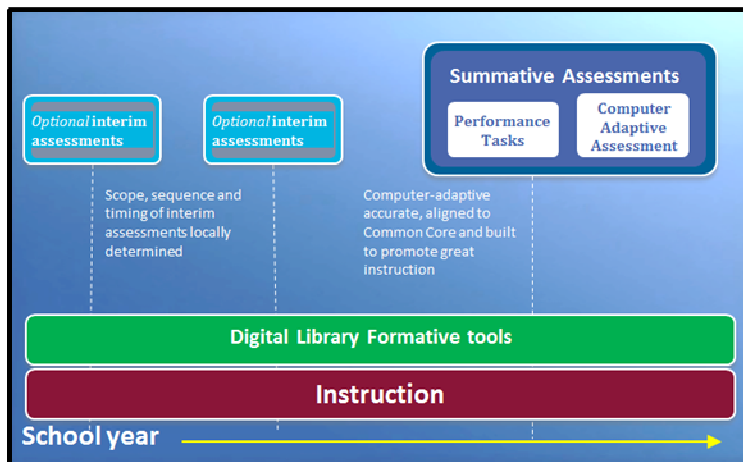 Summative Assessments
Optional interim
assessments
Optional interim
assessments
Performance
Tasks
Computer
Adaptive
Assessment
Scope, sequence and
timing of interim
assessments locally
determined
Computer-adaptive
accurate, aligned to
Common Core and built
to promote great
instruction
Digital Library Formative tools
Instruction
School year